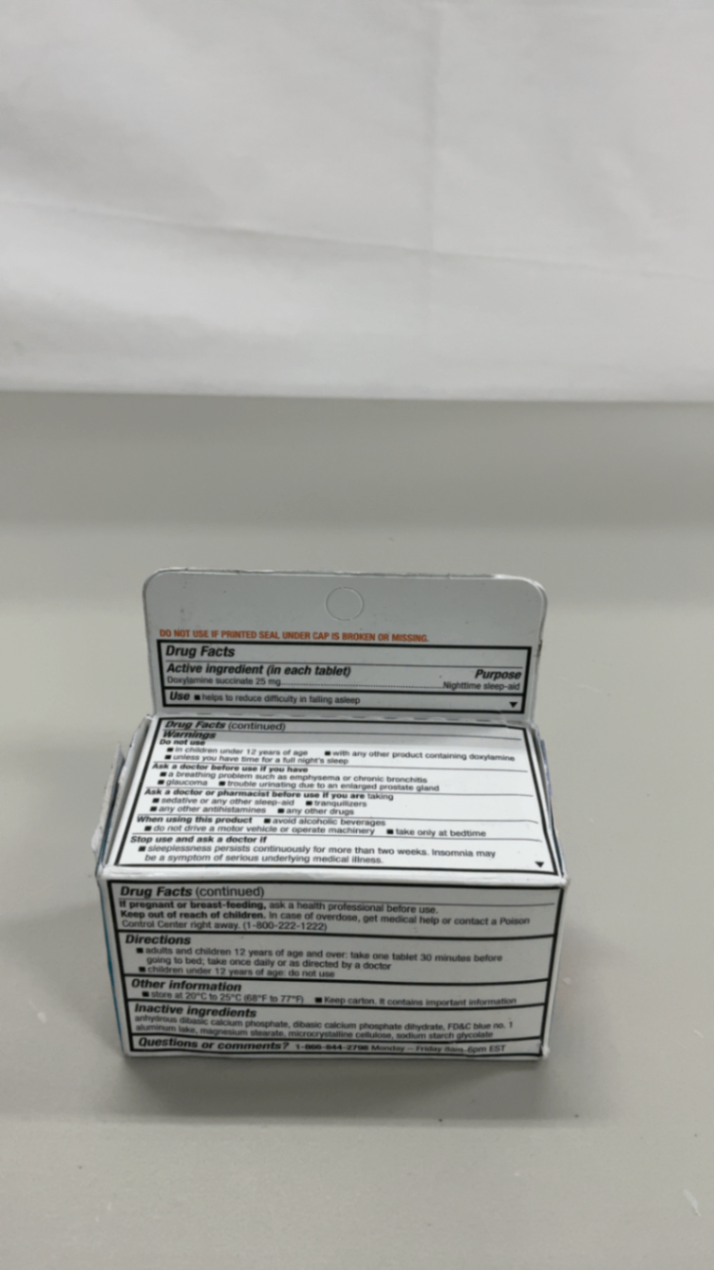 DO NOT USE IF PRINTED SEAL UNDER CAP IS BROKEN OR MISSING.
Drug Facts
Active ingredient (in each tablet) Purpose
Doxylamine succinate 25 mg Nighttime sleep-aid
Use ■ helps to reduce difficulty in falling asleep
Drug Facts (continued)
Warnings
Do not use
■ in children under 12 years of age ■ with any other product containing doxylamine
■ unless you have time for a full night's sleep
Ask a doctor before use if you have
■ a breathing problem such as emphysema or chronic bronchitis
■ glaucoma ■ trouble urinating due to an enlarged prostate gland
Ask a doctor or pharmacist before use if you are taking
■ sedative or any other sleep-aid ■ tranquilizers
■ any other antihistamines ■ any other drugs
When using this product ■ avoid alcoholic beverages
■ do not drive a motor vehicle or operate machinery ■ take only at bedtime
Stop use and ask a doctor if
■ sleeplessness persists continuously for more than two weeks. Insomnia may
be a symptom of serious underlying medical illness.
Drug Facts (continued)
If pregnant or breast-feeding, ask a health professional before use.
Keep out of reach of children. In case of overdose, get medical help or contact a Poison
Control Center right away. (1-800-222-1222)
Directions
■ adults and children 12 years of age and over: take one tablet 30 minutes before
going to bed; take once daily or as directed by a doctor
■ children under 12 years of age: do not use
Other information
■ store at 20°C to 25°C (68°F to 77°F) ■ Keep carton. It contains important information
Inactive ingredients
anhydrous dibasic calcium phosphate, dibasic calcium phosphate dihydrate, FD&C blue no. 1
aluminum lake, magnesium stearate, microcrystalline cellulose, sodium starch glycolate
Questions or comments? Monday – Friday 8am-6pm EST